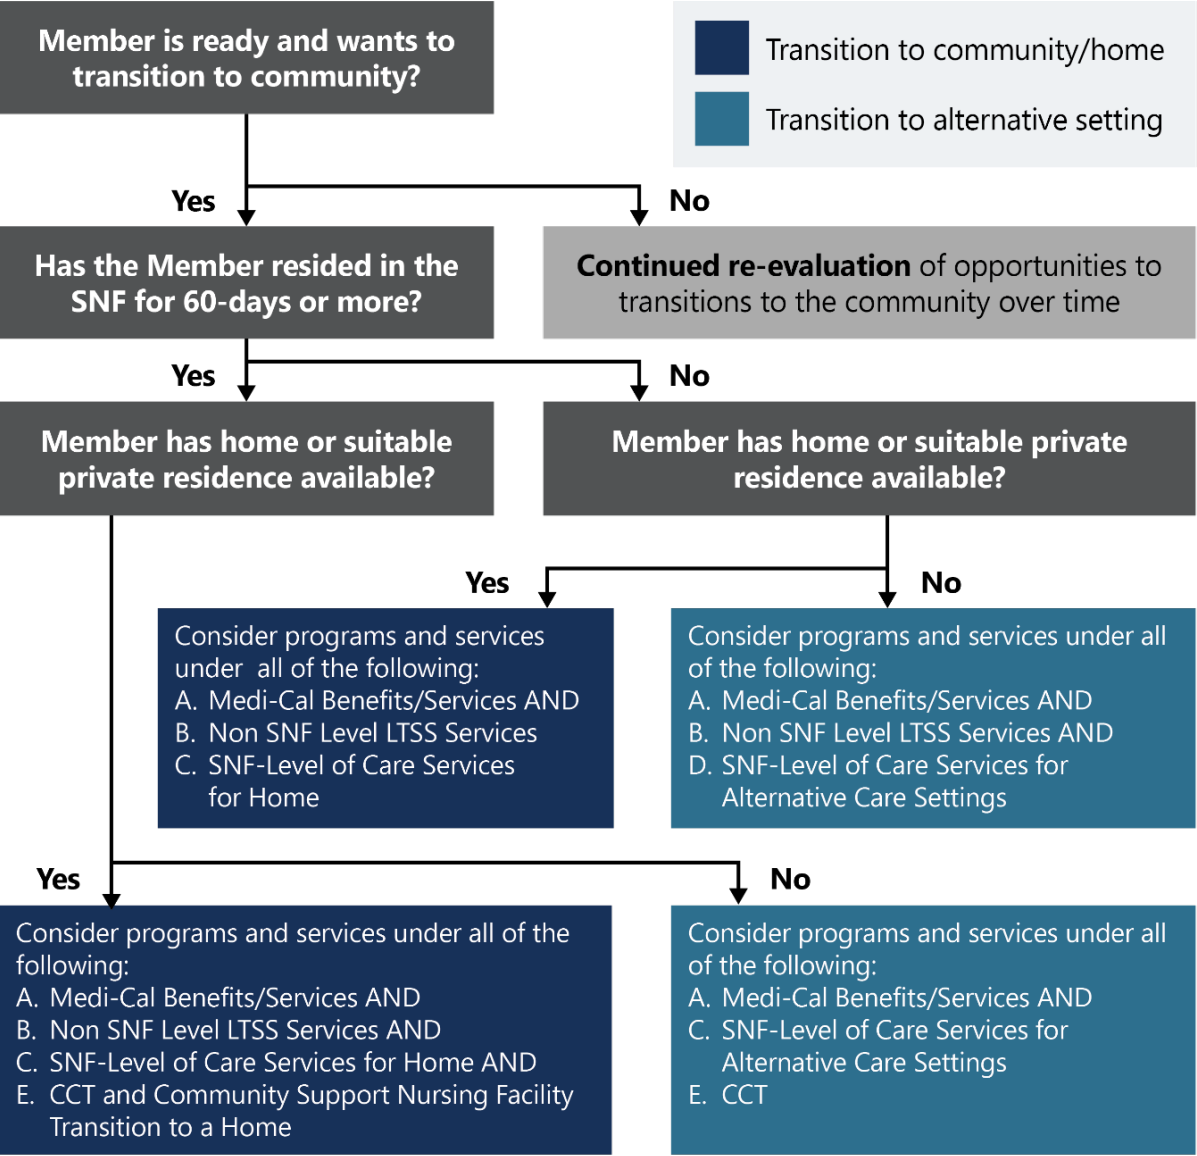 Member is ready and wants to
transition to community?
Transition to community/home
Transition to alternative setting
Yes
No
Has the Member resided in the
SNF for 60-days or more?
Continued re-evaluation of opportunities to
transitions to the community over time
Yes
No
Member has home or suitable
private residence available?
Member has home or suitable private
residence available?
Yes
No
Consider programs and services
under all of the following:
A. Medi-Cal Benefits/Services AND
B. Non SNF Level LTSS Services
C. SNF-Level of Care Services
for Home
Consider programs and services under all
of the following:
A. Medi-Cal Benefits/Services AND
B. Non SNF Level LTSS Services AND
D. SNF-Level of Care Services for
Alternative Care Settings
Yes
No
Consider programs and services under all of the
following:
A. Medi-Cal Benefits/Services AND
B. Non SNF Level LTSS Services AND
C. SNF-Level of Care Services for Home AND
E. CCT and Community Support Nursing Facility
Transition to a Home
Consider programs and services under all
of the following:
A. Medi-Cal Benefits/Services AND
C. SNF-Level of Care Services for
Alternative Care Settings
E. CCT